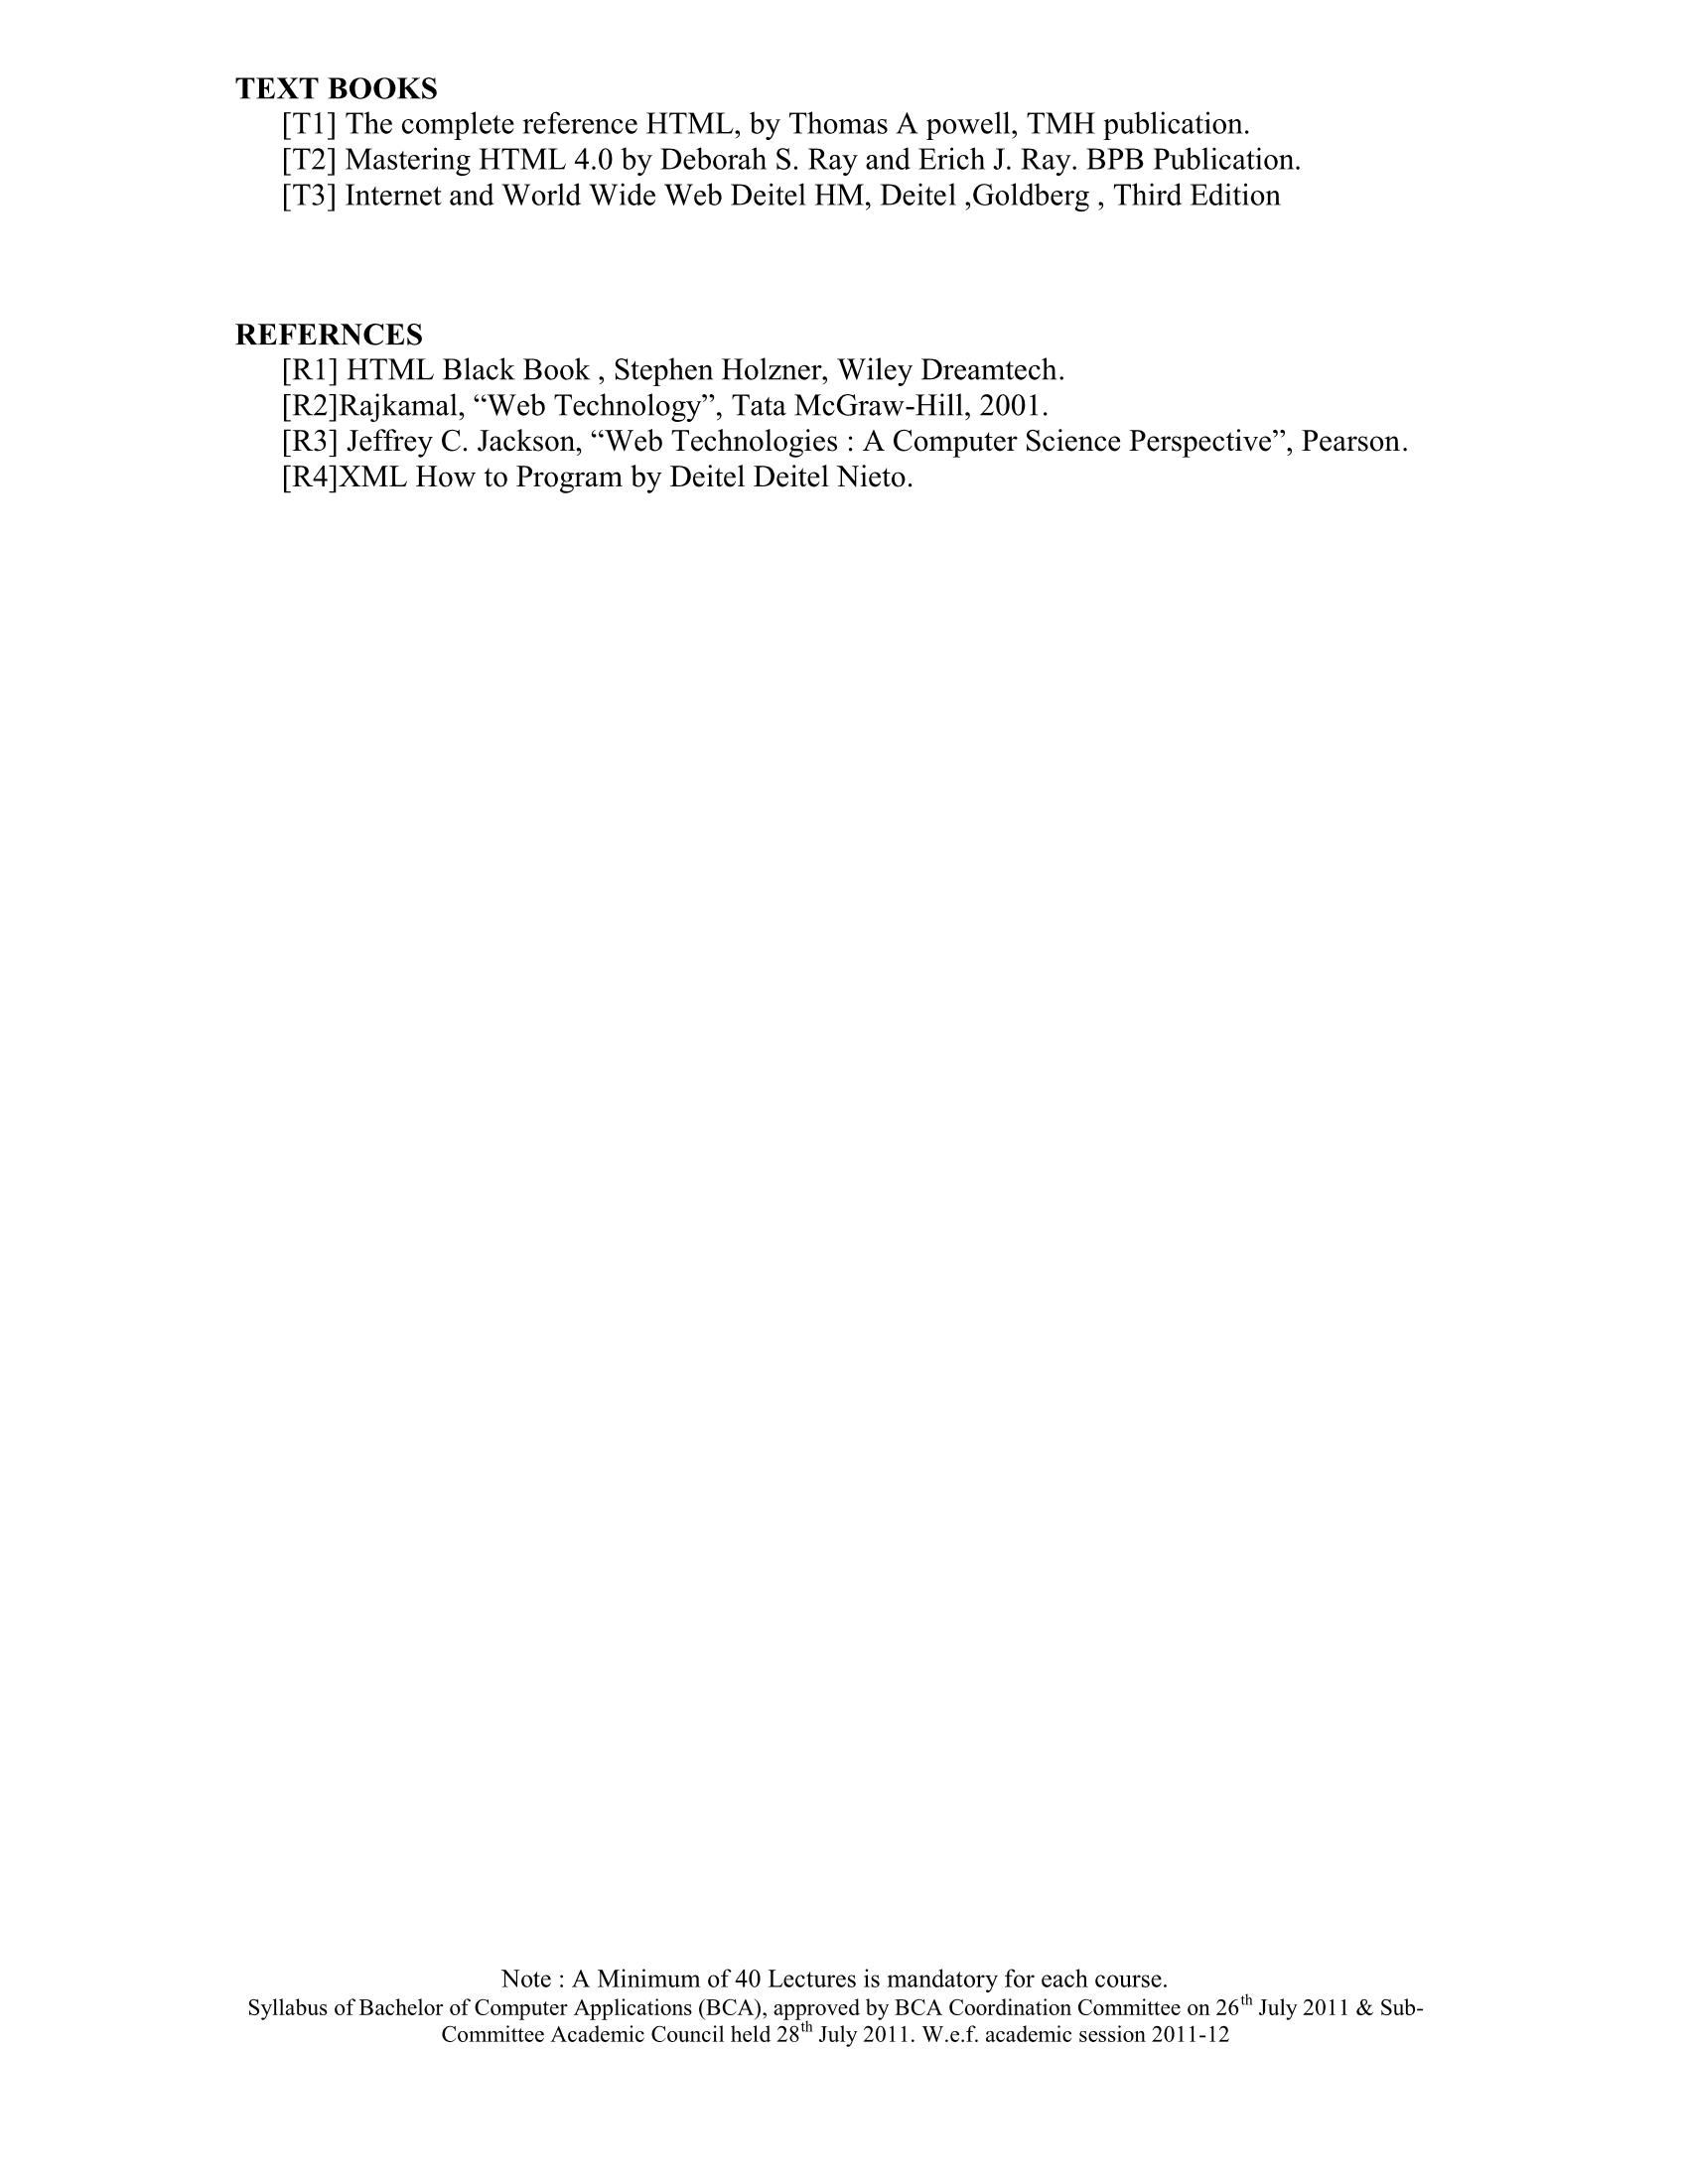 TEXT BOOKS
[T1] The complete reference HTML, by Thomas A powell, TMH publication.
[T2] Mastering HTML 4.0 by Deborah S. Ray and Erich J. Ray. BPB Publication.
[T3] Internet and World Wide Web Deitel HM, Deitel ,Goldberg , Third Edition
REFERNCES
[R1] HTML Black Book , Stephen Holzner, Wiley Dreamtech.
[R2]Rajkamal, “Web Technology”, Tata McGraw-Hill, 2001.
[R3] Jeffrey C. Jackson, “Web Technologies : A Computer Science Perspective”, Pearson.
[R4]XML How to Program by Deitel Deitel Nieto.
Note : A Minimum of 40 Lectures is mandatory for each course.
Syllabus of Bachelor of Computer Applications (BCA), approved by BCA Coordination Committee on 26th July 2011 & Sub-
Committee Academic Council held 28th July 2011. W.e.f. academic session 2011-12